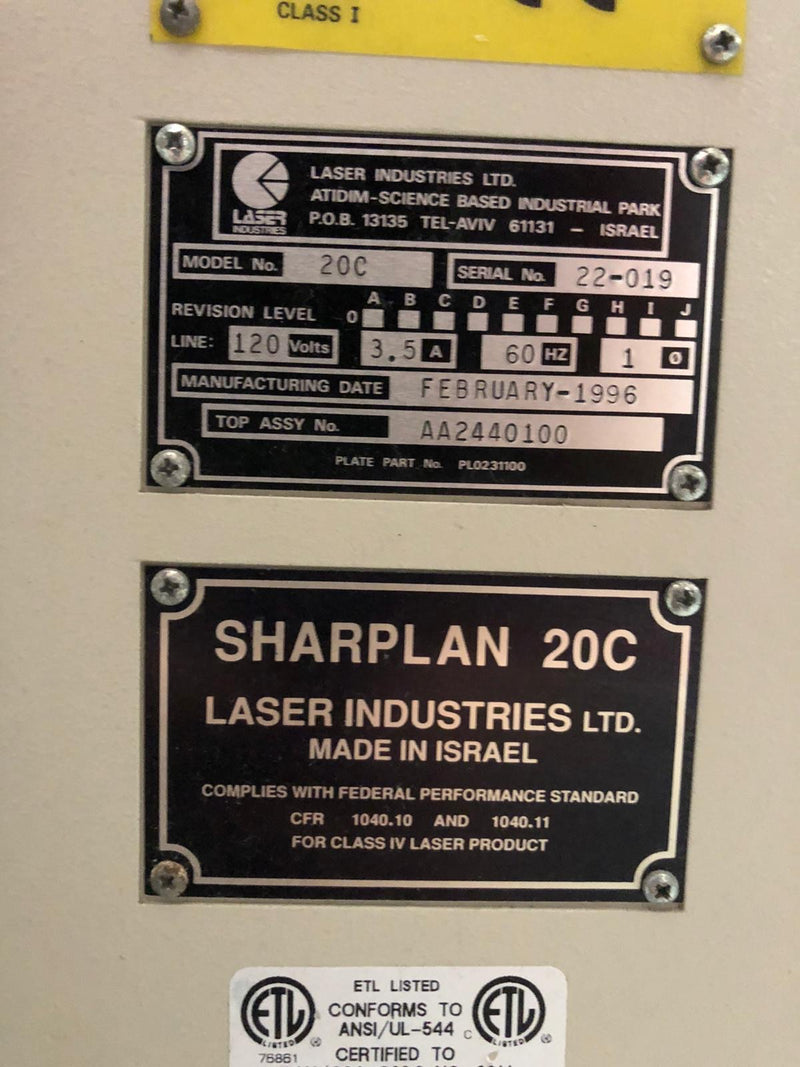 CLASS I
LASER INDUSTRIES
LASER INDUSTRIES LTD.
ATIDIM-SCIENCE BASED INDUSTRIAL PARK
P.O.B. 13135 TEL-AVIV 61131 — ISRAEL
MODEL No. 20C SERIAL No. 22-019
REVISION LEVEL 0 A B C D E F G H I J
LINE: 120 Volts 3.5 A 60 HZ 1 Ø
MANUFACTURING DATE FEBRUARY-1996
TOP ASSY No. AA2440100
PLATE PART No. PL0231100
SHARPLAN 20C
LASER INDUSTRIES LTD.
MADE IN ISRAEL
COMPLIES WITH FEDERAL PERFORMANCE STANDARD
CFR 1040.10 AND 1040.11
FOR CLASS IV LASER PRODUCT
ETL LISTED
CONFORMS TO
ANSI/UL-544
CERTIFIED TO
ETL LISTED ®
76861
C ETL LISTED ®